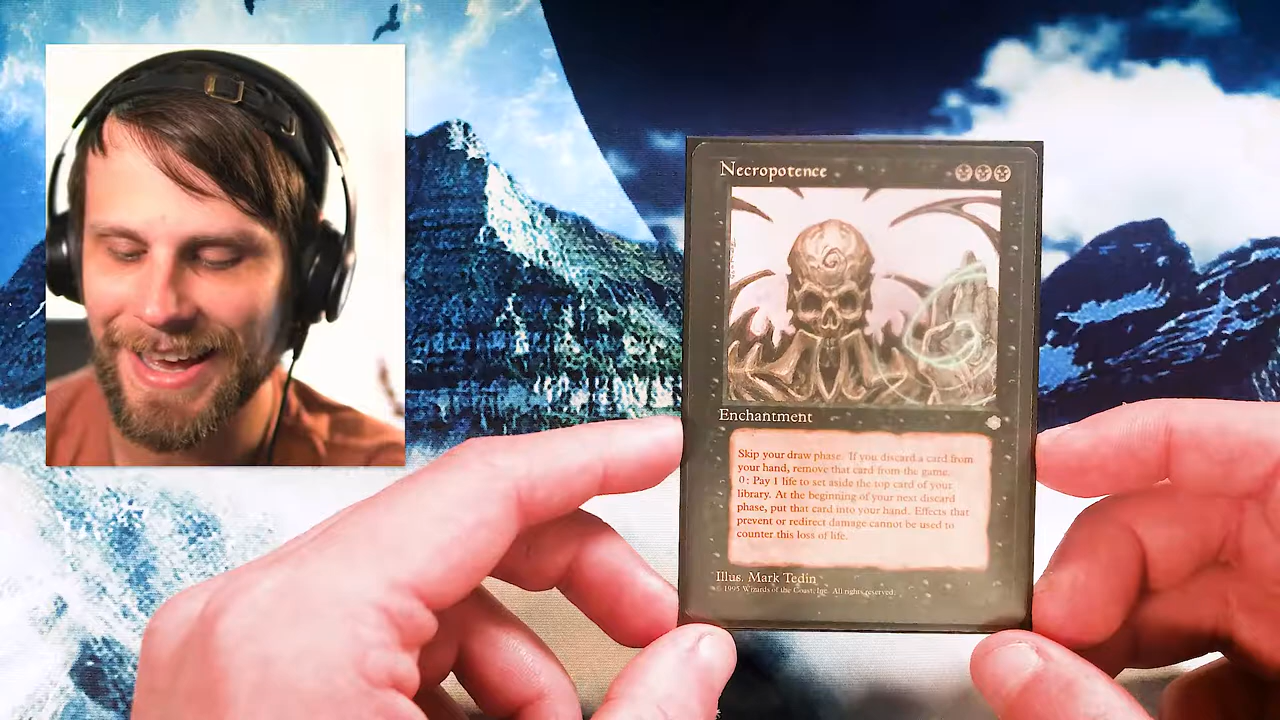 Necropotence
Enchantment
Skip your draw phase. If you discard a card from
your hand, remove that card from the game.
0: Pay 1 life to set aside the top card of your
library. At the beginning of your next discard
phase, put that card into your hand. Effects that
prevent or redirect damage cannot be used to
counter this loss of life.
Illus. Mark Tedin
© 1995 Wizards of the Coast, Inc. All rights reserved.